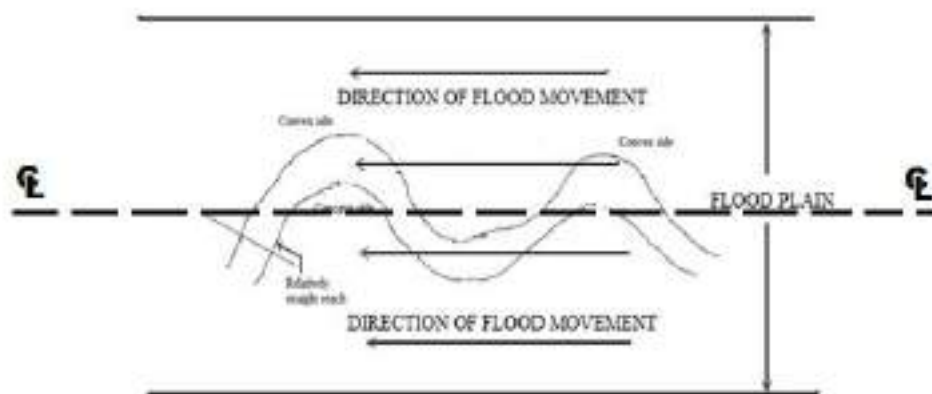 DIRECTION OF FLOOD MOVEMENT
Convex side
Convex side
℄
℄
FLOOD PLAIN
Relatively
straight reach
DIRECTION OF FLOOD MOVEMENT